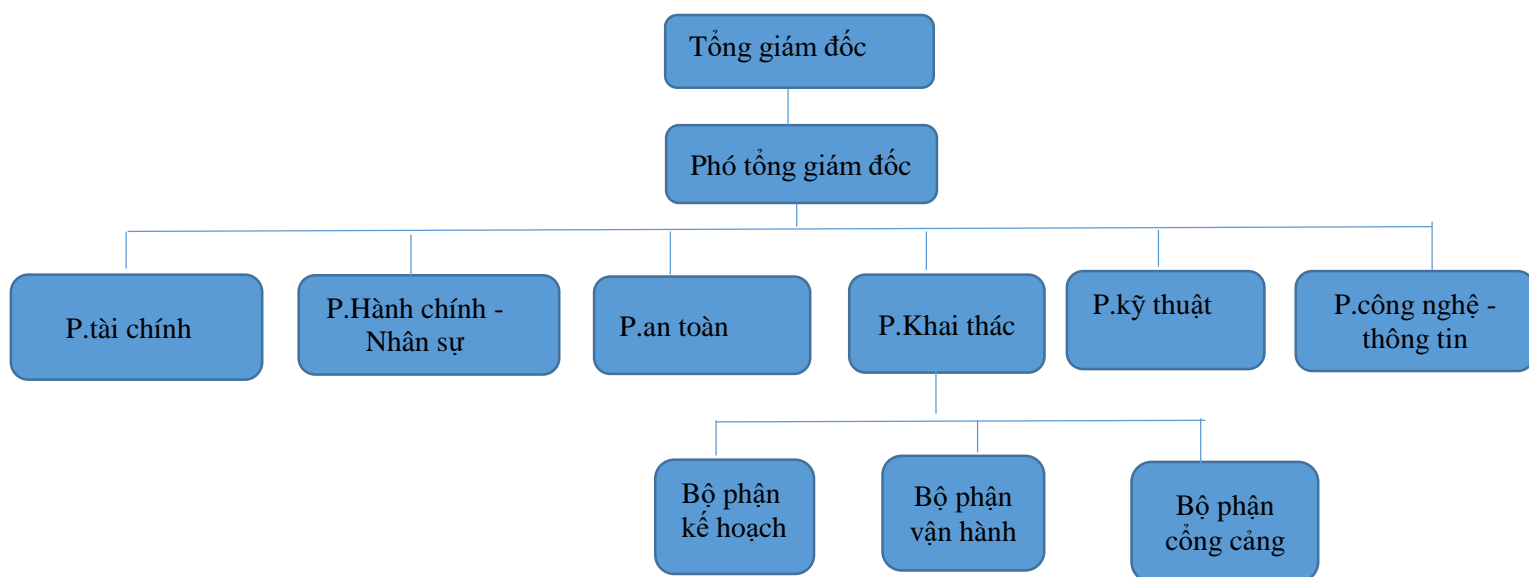 Tổng giám đốc
Phó tổng giám đốc
P.tài chính
P.Hành chính -
Nhân sự
P.an toàn
P.Khai thác
P.kỹ thuật
P.công nghệ -
thông tin
Bộ phận
kế hoạch
Bộ phận
vận hành
Bộ phận
cổng cảng